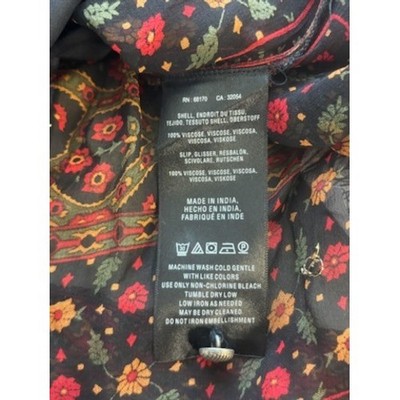 RN : 69170 CA : 32054
SHELL, ENDROIT DU TISSU,
TEJIDO, TESSUTO SHELL, OBERSTOFF
100% VISCOSE, VISCOSA,
VISCOSA, VISKOSE
SLIP, GLISSER, RESBALÓN,
SCIVOLARE, RUTSCHEN
100% VISCOSE, VISCOSE, VISCOSA,
VISCOSA, VISKOSE
MADE IN INDIA,
HECHO EN INDIA,
FABRIQUÉ EN INDE
MACHINE WASH COLD GENTLE
WITH LIKE COLORS
USE ONLY NON-CHLORINE BLEACH
TUMBLE DRY LOW
LOW IRON AS NEEDED
MAY BE DRY CLEANED.
DO NOT IRON EMBELLISHMENT